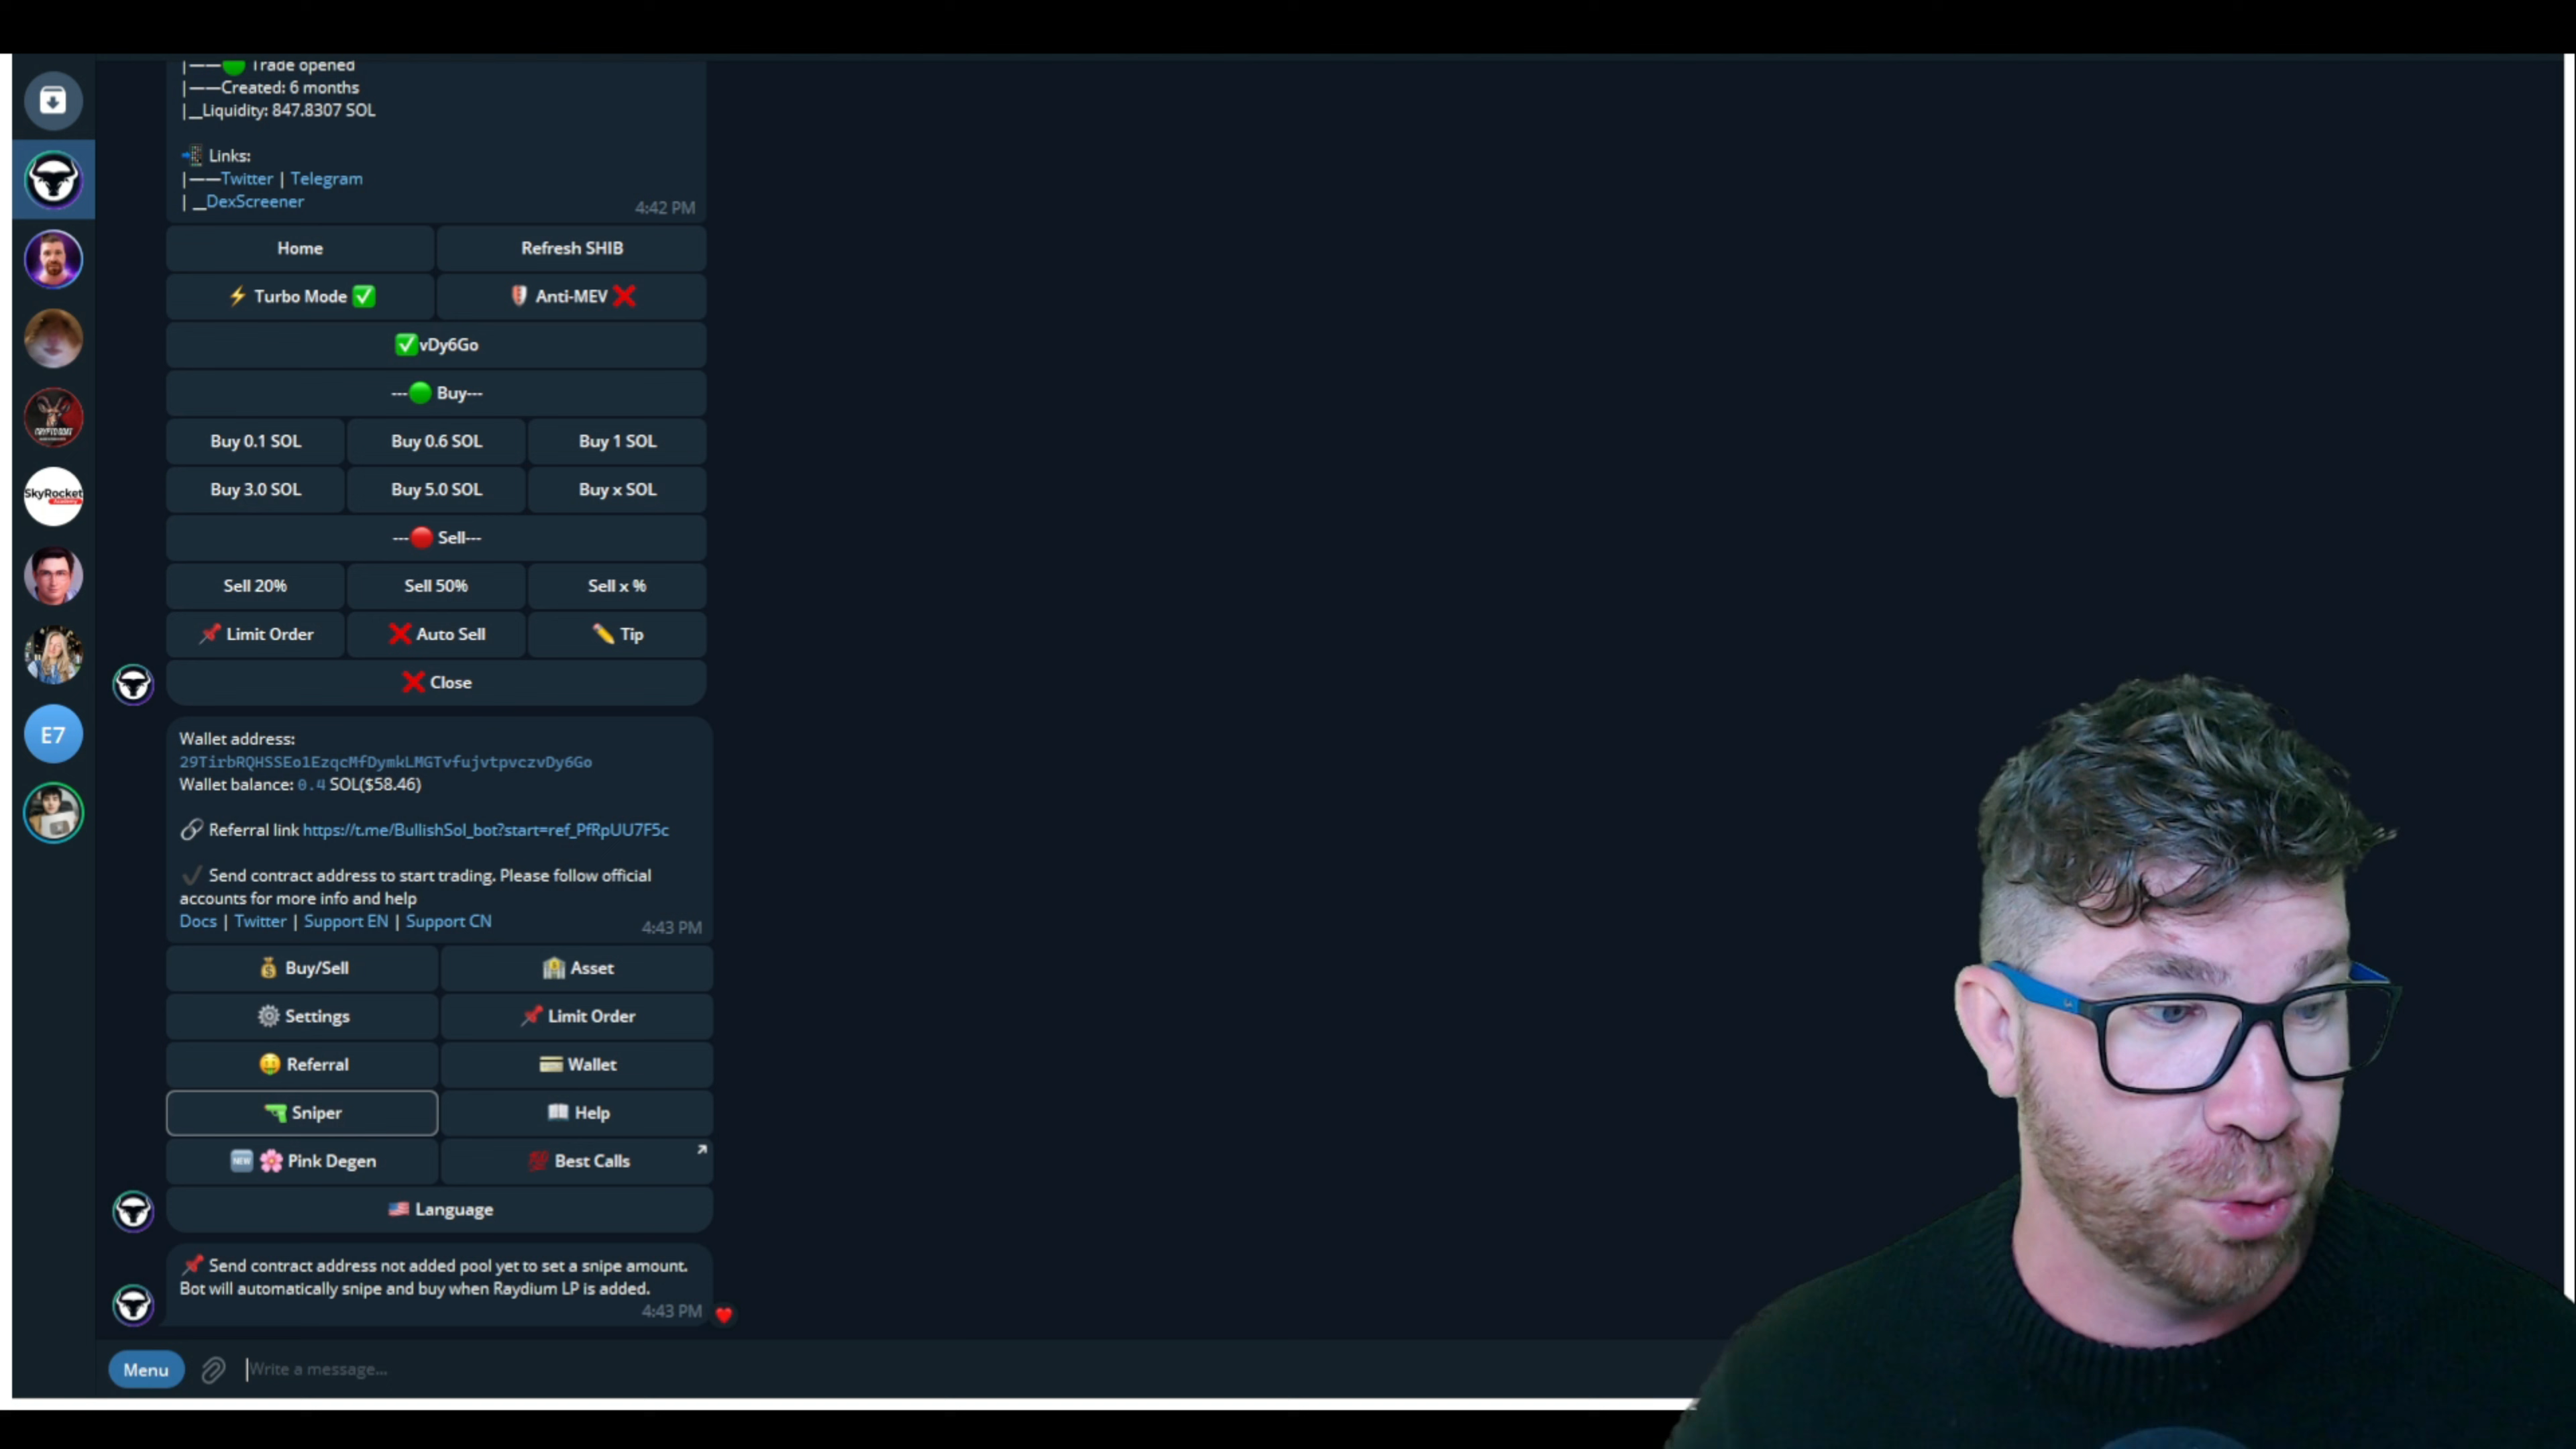 |——🟢 Trade opened
|——Created: 6 months
|__Liquidity: 847.8307 SOL
📲 Links:
|——Twitter | Telegram
|__DexScreener
4:42 PM
Home
Refresh SHIB
⚡ Turbo Mode ✅
Anti-MEV ❌
✅vDy6Go
---🟢 Buy---
Buy 0.1 SOL
Buy 0.6 SOL
Buy 1 SOL
Buy 3.0 SOL
Buy 5.0 SOL
Buy x SOL
---🔴 Sell---
Sell 20%
Sell 50%
Sell x %
📌 Limit Order
❌ Auto Sell
✏️ Tip
❌ Close
SkyRocket
E7
Wallet address:
29TirbRQHSSEo1EzqcMfDymkLMGTvfujvtpvczvDy6Go
Wallet balance: 0.4 SOL($58.46)
🔗 Referral link https://t.me/BullishSol_bot?start=ref_PfRpUU7F5c
✔️ Send contract address to start trading. Please follow official
accounts for more info and help
Docs | Twitter | Support EN | Support CN
4:43 PM
💰 Buy/Sell
🏦 Asset
⚙️ Settings
📌 Limit Order
🤑 Referral
💳 Wallet
🔫 Sniper
📖 Help
🆕 🌸 Pink Degen
💯 Best Calls
🇺🇸 Language
📌 Send contract address not added pool yet to set a snipe amount.
Bot will automatically snipe and buy when Raydium LP is added.
4:43 PM
Menu
Write a message...